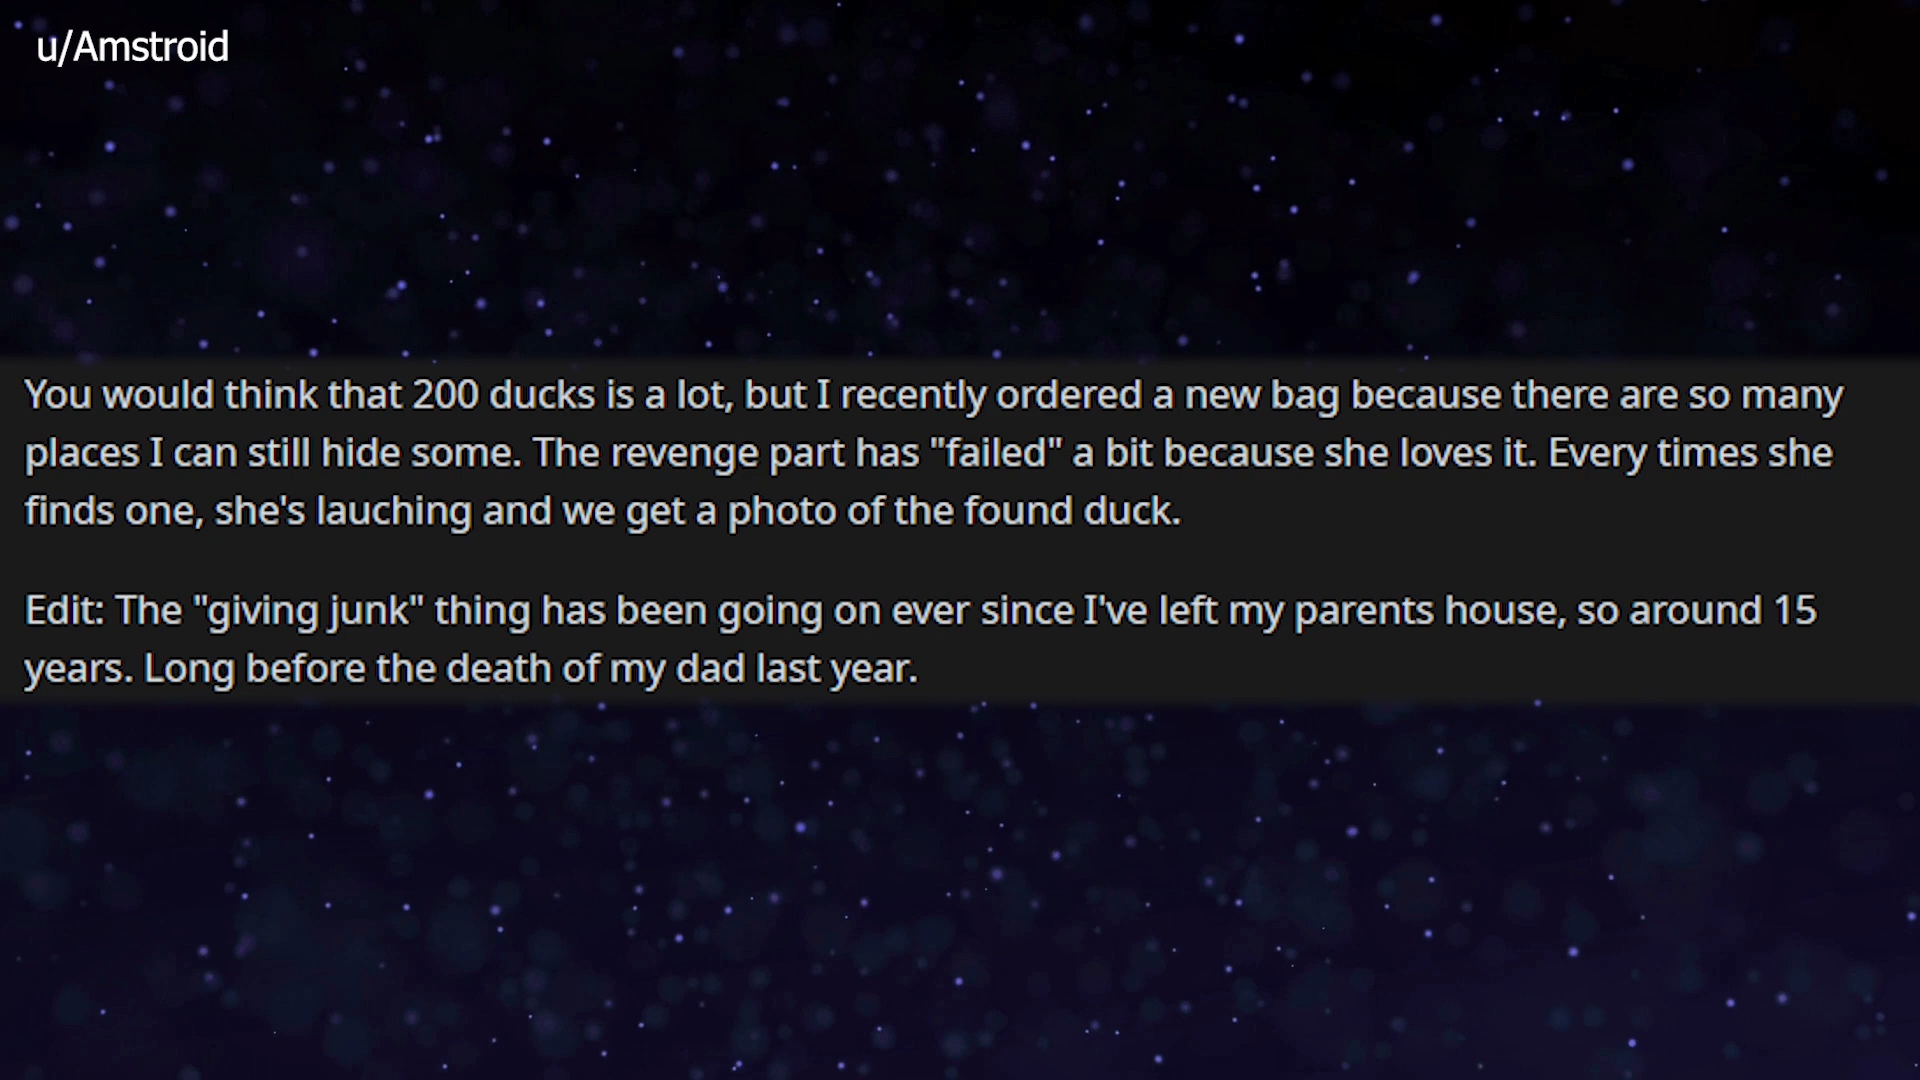 u/Amstroid
You would think that 200 ducks is a lot, but I recently ordered a new bag because there are so many
places I can still hide some. The revenge part has "failed" a bit because she loves it. Every times she
finds one, she's lauching and we get a photo of the found duck.
Edit: The "giving junk" thing has been going on ever since I've left my parents house, so around 15
years. Long before the death of my dad last year.